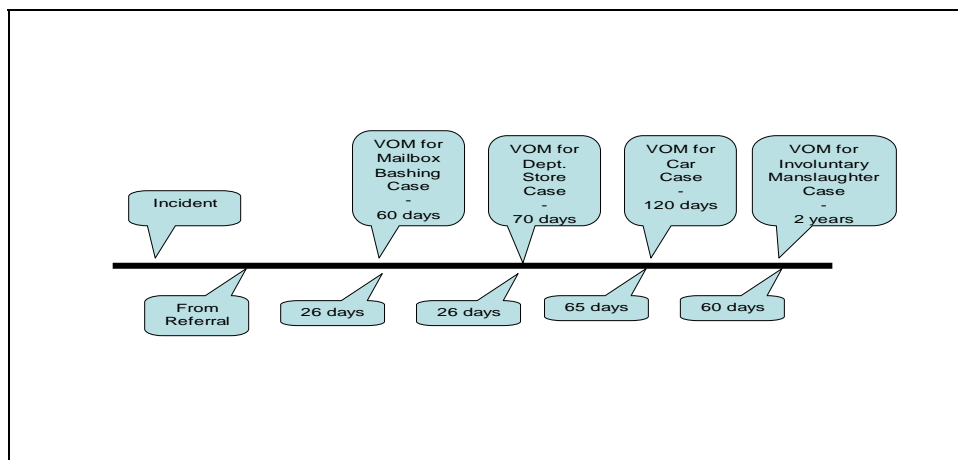 Incident
VOM for
Mailbox
Bashing
Case
-
60 days
VOM for
Dept.
Store
Case
-
70 days
VOM for
Car
Case
-
120 days
VOM for
Involuntary
Manslaughter
Case
-
2 years
From
Referral
26 days
26 days
65 days
60 days